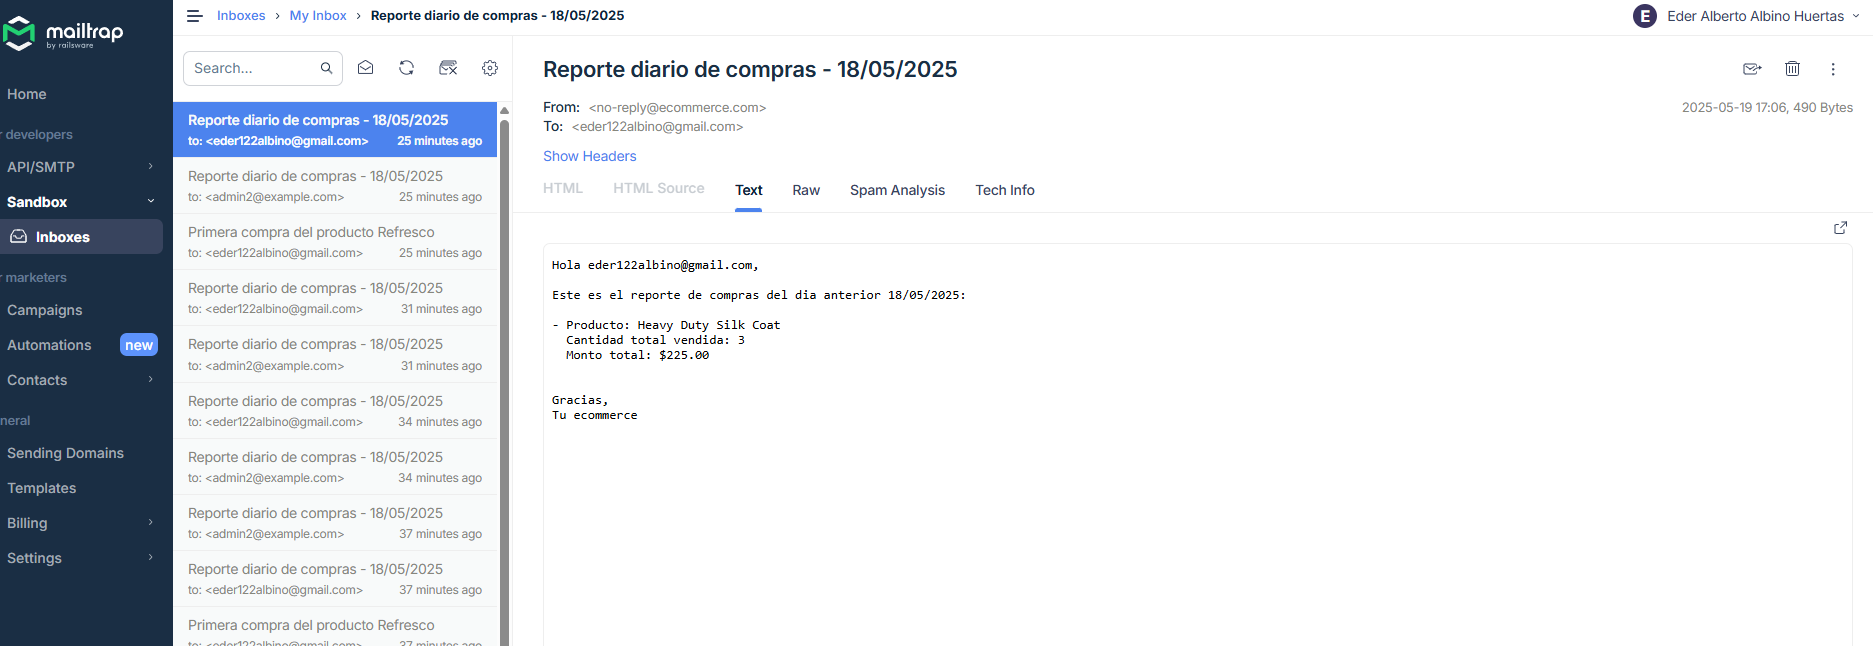 mailtrap
by railsware
Home
r developers
API/SMTP
Sandbox
Inboxes
r marketers
Campaigns
Automations new
Contacts
neral
Sending Domains
Templates
Billing
Settings
Inboxes › My Inbox › Reporte diario de compras - 18/05/2025
E Eder Alberto Albino Huertas
Search...
Reporte diario de compras - 18/05/2025
to: <eder122albino@gmail.com> 25 minutes ago
Reporte diario de compras - 18/05/2025
to: <admin2@example.com> 25 minutes ago
Primera compra del producto Refresco
to: <eder122albino@gmail.com> 25 minutes ago
Reporte diario de compras - 18/05/2025
to: <eder122albino@gmail.com> 31 minutes ago
Reporte diario de compras - 18/05/2025
to: <admin2@example.com> 31 minutes ago
Reporte diario de compras - 18/05/2025
to: <eder122albino@gmail.com> 34 minutes ago
Reporte diario de compras - 18/05/2025
to: <admin2@example.com> 34 minutes ago
Reporte diario de compras - 18/05/2025
to: <admin2@example.com> 37 minutes ago
Reporte diario de compras - 18/05/2025
to: <eder122albino@gmail.com> 37 minutes ago
Primera compra del producto Refresco
to: <eder122albino@gmail.com> 37 minutes ago
Reporte diario de compras - 18/05/2025
From: <no-reply@ecommerce.com>
2025-05-19 17:06, 490 Bytes
To: <eder122albino@gmail.com>
Show Headers
HTML HTML Source Text Raw Spam Analysis Tech Info
Hola eder122albino@gmail.com,
Este es el reporte de compras del dia anterior 18/05/2025:
- Producto: Heavy Duty Silk Coat
Cantidad total vendida: 3
Monto total: $225.00
Gracias,
Tu ecommerce